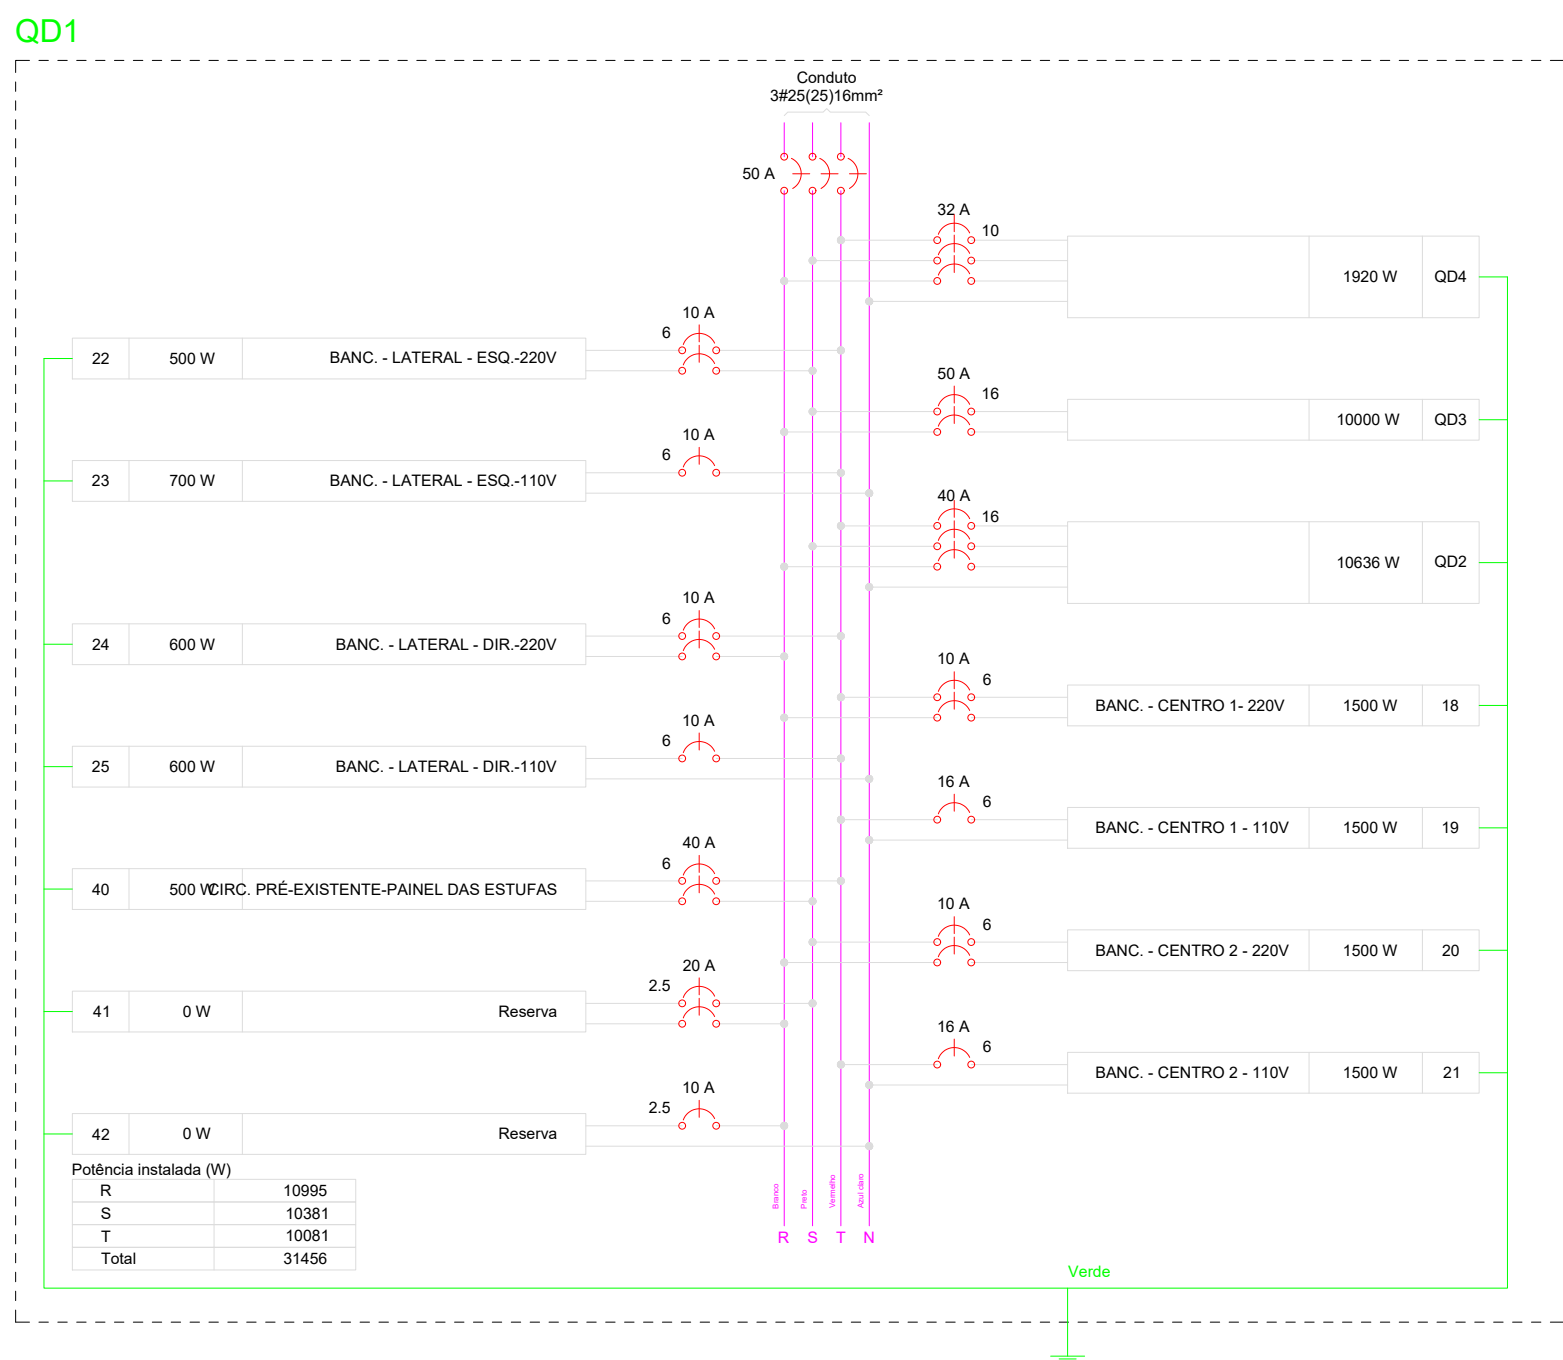 QD1
Conduto
3#25(25)16mm²
50 A
32 A
10
1920 W QD4
10 A
6
22 500 W BANC. - LATERAL - ESQ.-220V
50 A
16
10000 W QD3
10 A
6
23 700 W BANC. - LATERAL - ESQ.-110V
40 A
16
10636 W QD2
10 A
6
24 600 W BANC. - LATERAL - DIR.-220V
10 A
6
BANC. - CENTRO 1- 220V 1500 W 18
10 A
6
25 600 W BANC. - LATERAL - DIR.-110V
16 A
6
BANC. - CENTRO 1 - 110V 1500 W 19
40 A
6
40 500 W CIRC. PRÉ-EXISTENTE-PAINEL DAS ESTUFAS
10 A
6
BANC. - CENTRO 2 - 220V 1500 W 20
20 A
2.5
41 0 W Reserva
16 A
6
BANC. - CENTRO 2 - 110V 1500 W 21
10 A
2.5
42 0 W Reserva
Potência instalada (W)
R 10995
S 10381
T 10081
Total 31456
Branco
Preto
Vermelho
Azul claro
R S T N
Verde